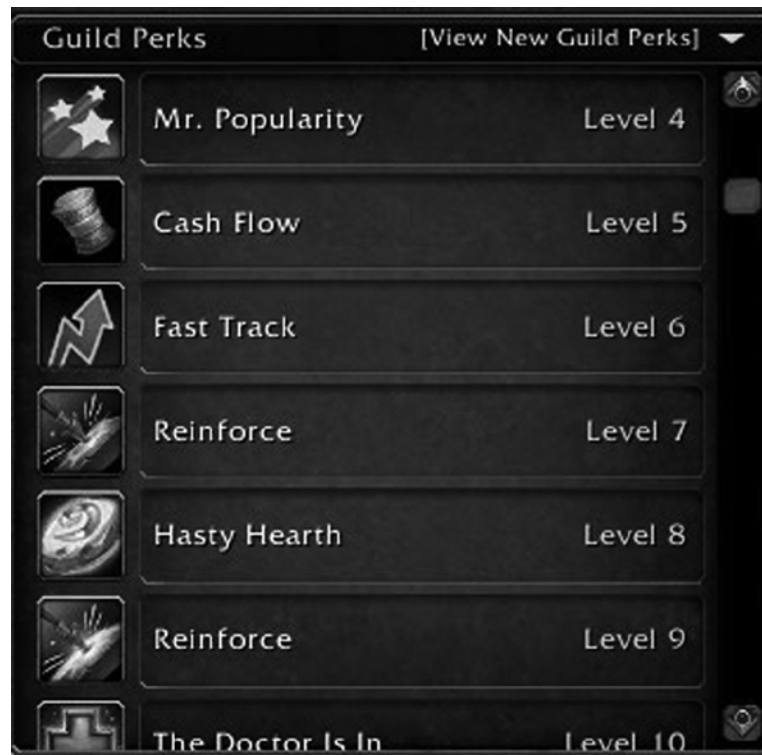 Guild Perks [View New Guild Perks]
Mr. Popularity Level 4
Cash Flow Level 5
Fast Track Level 6
Reinforce Level 7
Hasty Hearth Level 8
Reinforce Level 9
The Doctor Is In Level 10